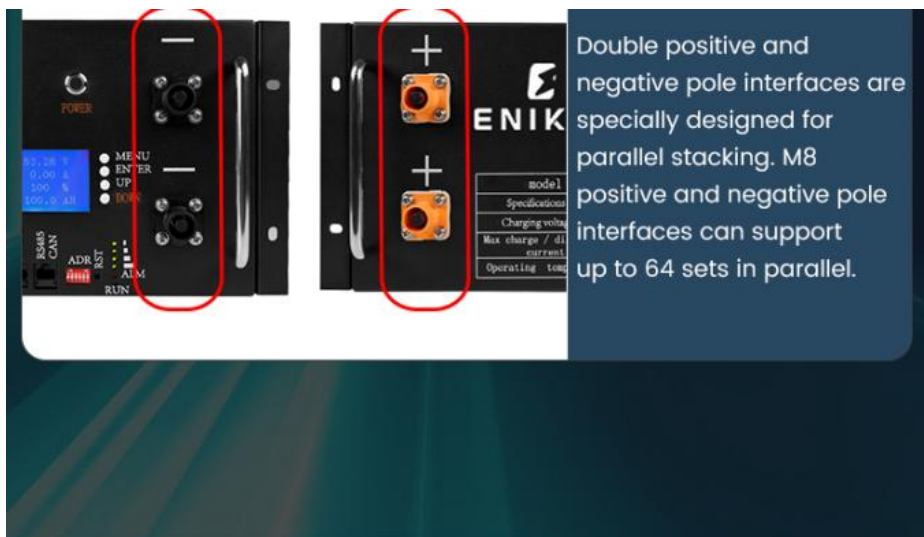 Double positive and
negative pole interfaces are
specially designed for
parallel stacking. M8
positive and negative pole
interfaces can support
up to 64 sets in parallel.
POWER
53.28 V
0.00 A
100 %
100.0 AH
MENU
ENTER
UP
DOWN
RS485
CAN
ADR
RST
ALM
RUN
ENIK
model
Specifications
Charging voltag
Max charge / di
current
Operating temp